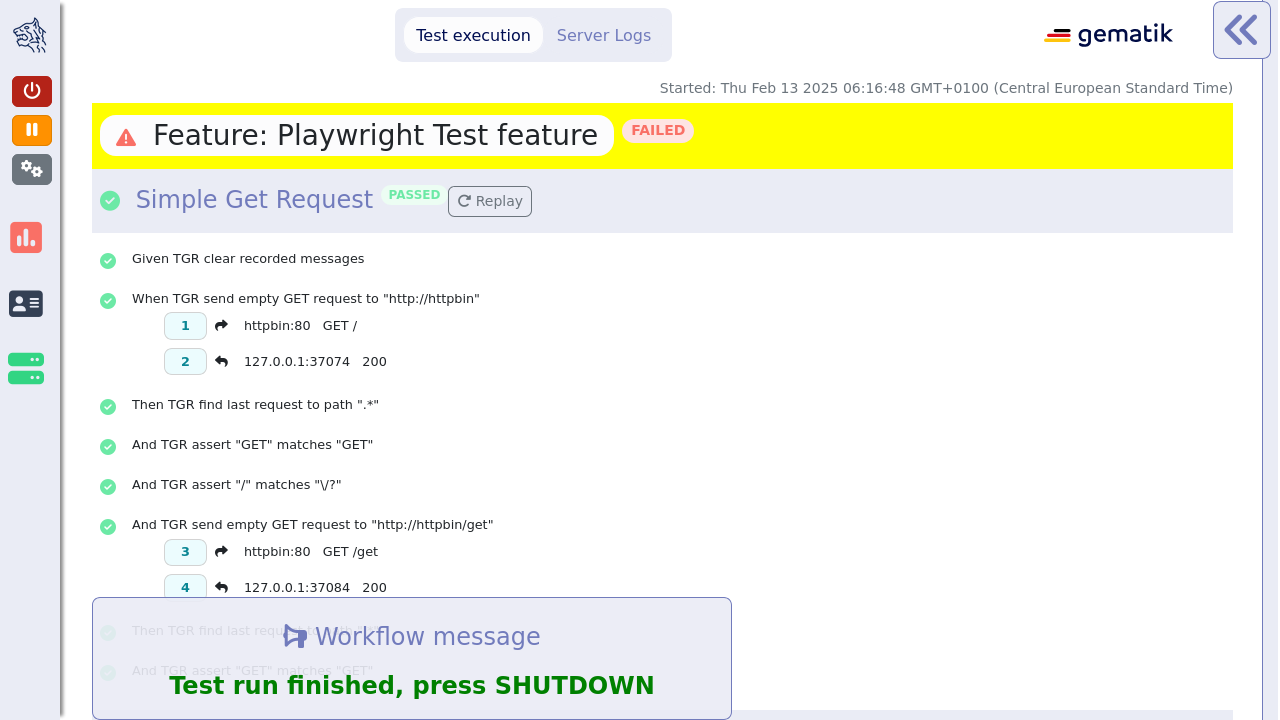 Test execution
Server Logs
gematik
Started: Thu Feb 13 2025 06:16:48 GMT+0100 (Central European Standard Time)
Feature: Playwright Test feature FAILED
Simple Get Request PASSED Replay
Given TGR clear recorded messages
When TGR send empty GET request to "http://httpbin"
1 httpbin:80 GET /
2 127.0.0.1:37074 200
Then TGR find last request to path ".*"
And TGR assert "GET" matches "GET"
And TGR assert "/" matches "\/?"
And TGR send empty GET request to "http://httpbin/get"
3 httpbin:80 GET /get
4 127.0.0.1:37084 200
Then TGR find last request to path ".*"
Workflow message
And TGR assert "GET" matches "GET"
Test run finished, press SHUTDOWN